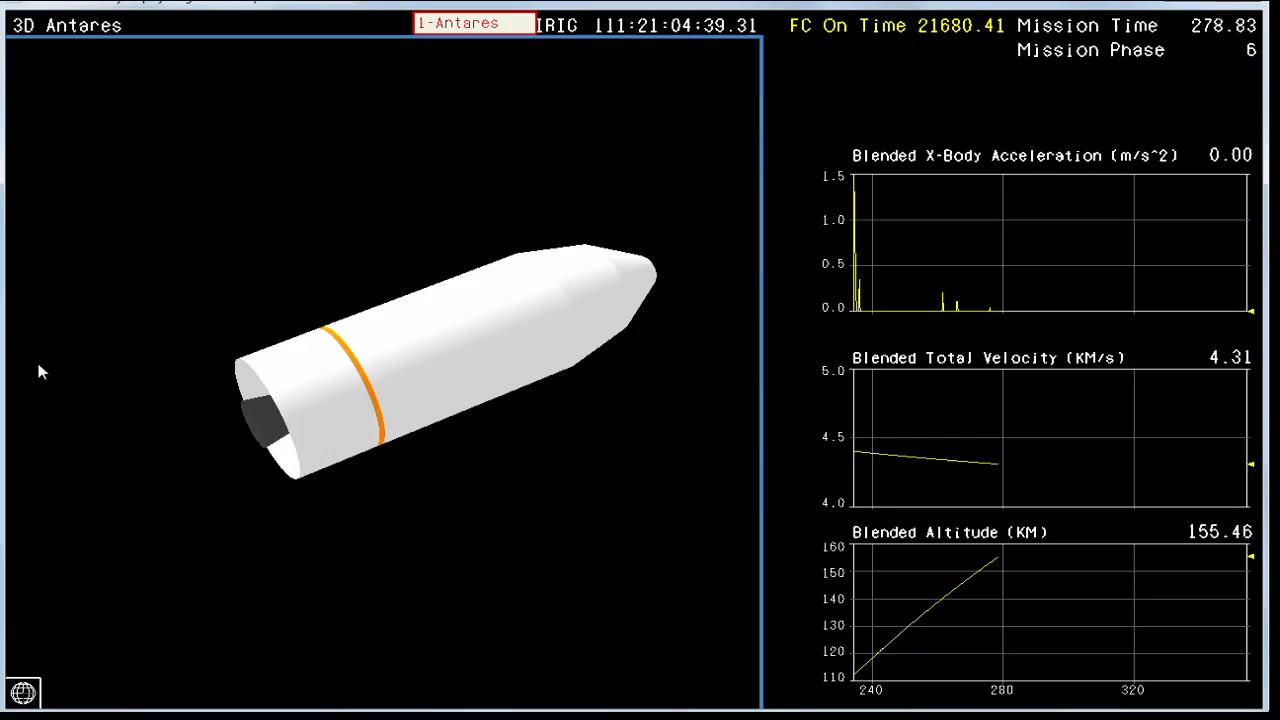 3D Antares
1-Antares
IRIG 111:21:04:39.31
FC On Time 21680.41
Mission Time 278.83
Mission Phase 6
Blended X-Body Acceleration (m/s^2) 0.00
1.5
1.0
0.5
0.0
Blended Total Velocity (KM/s) 4.31
5.0
4.5
4.0
Blended Altitude (KM) 155.46
160
150
140
130
120
110
240 280 320